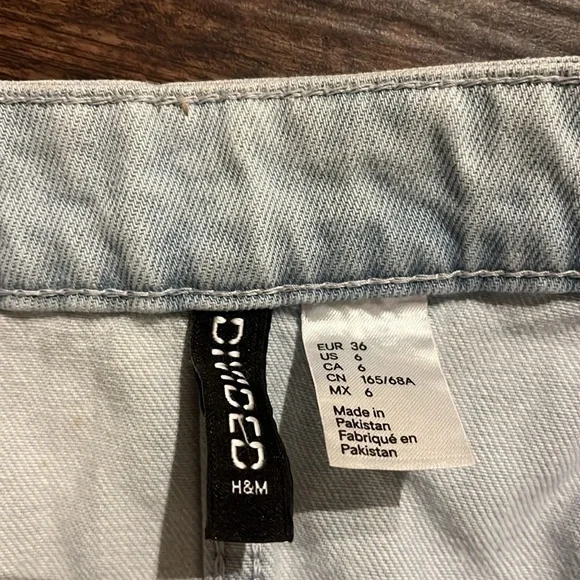 DIVIDED
H&M
EUR 36
US 6
CA 6
CN 165/68A
MX 6
Made in
Pakistan
Fabriqué en
Pakistan